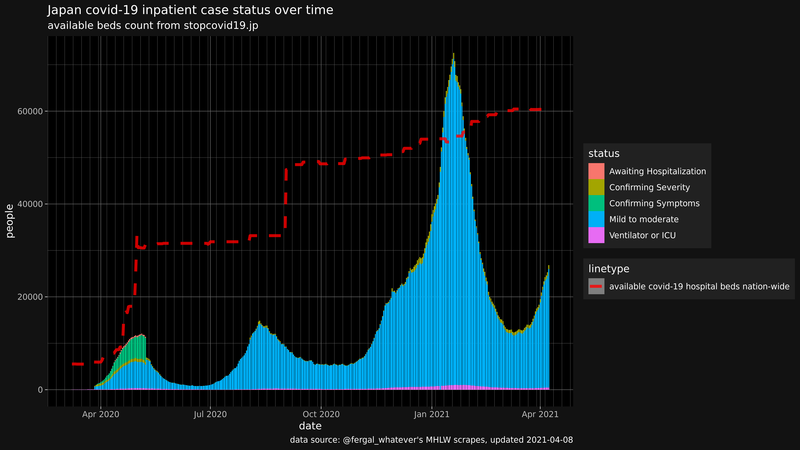 Japan covid-19 inpatient case status over time
available beds count from stopcovid19.jp
60000
40000
20000
0
people
Apr 2020
Jul 2020
Oct 2020
Jan 2021
Apr 2021
date
data source: @fergal_whatever's MHLW scrapes, updated 2021-04-08
status
Awaiting Hospitalization
Confirming Severity
Confirming Symptoms
Mild to moderate
Ventilator or ICU
linetype
available covid-19 hospital beds nation-wide